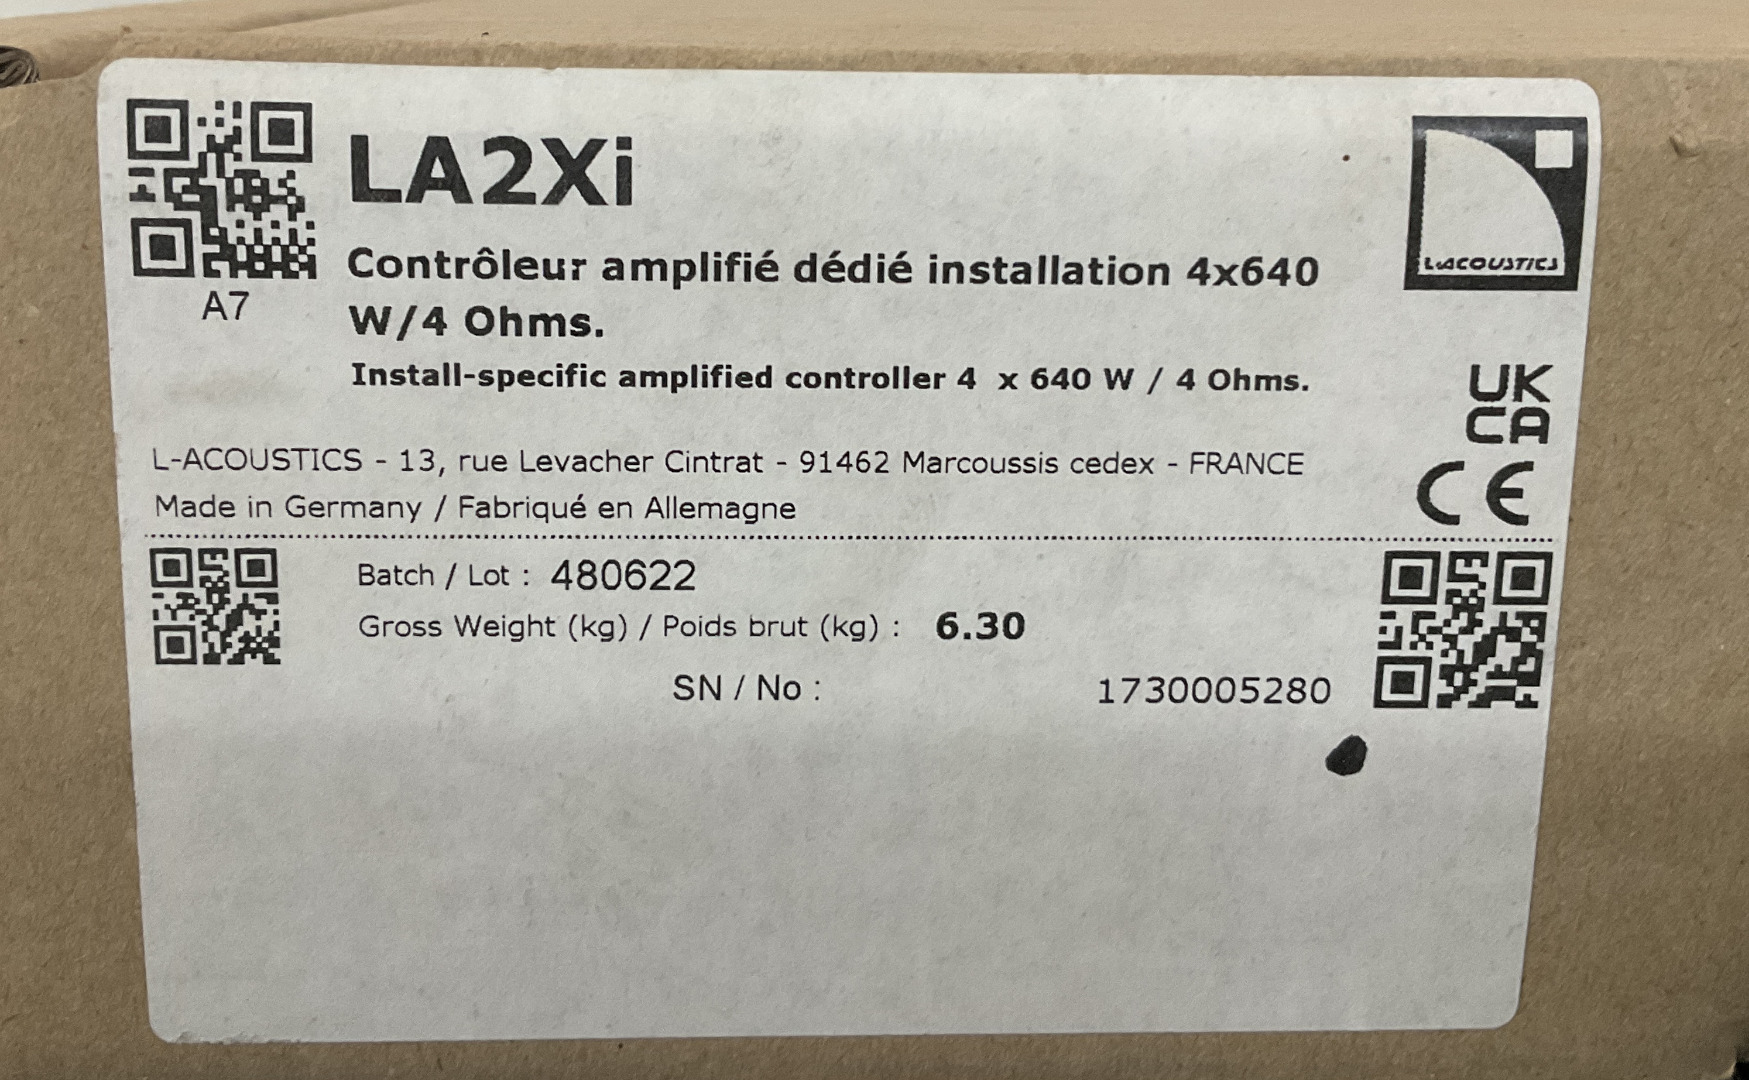 LA2Xi
Contrôleur amplifié dédié installation 4x640
W/4 Ohms.
Install-specific amplified controller 4 x 640 W / 4 Ohms.
A7
L-ACOUSTICS
UK
CA
CE
L-ACOUSTICS - 13, rue Levacher Cintrat - 91462 Marcoussis cedex - FRANCE
Made in Germany / Fabriqué en Allemagne
Batch / Lot : 480622
Gross Weight (kg) / Poids brut (kg) : 6.30
SN / No : 1730005280